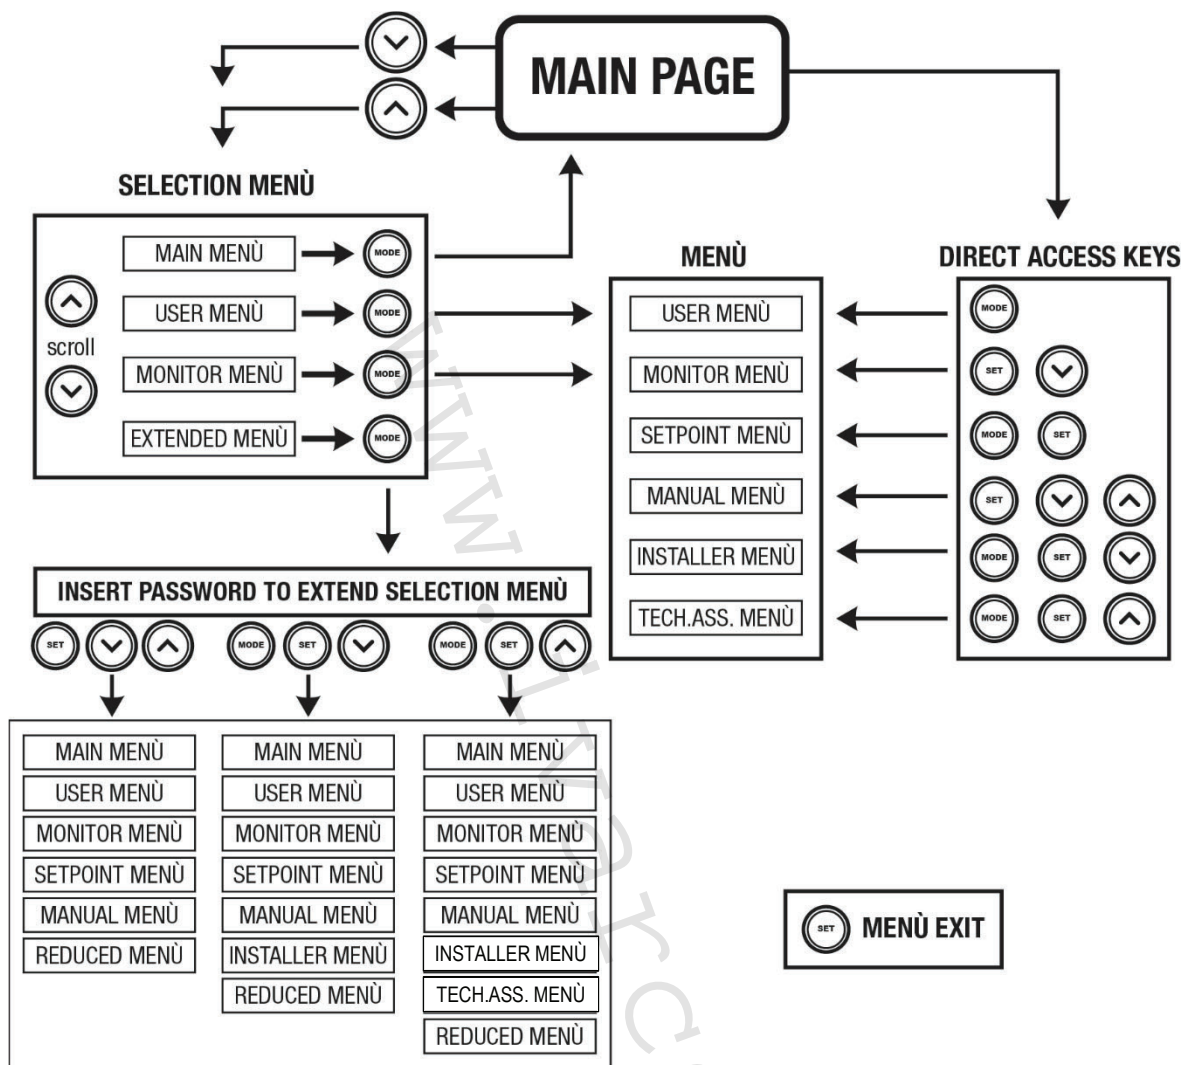 MAIN PAGE
SELECTION MENÙ
MAIN MENÙ MODE
USER MENÙ MODE
scroll
MONITOR MENÙ MODE
EXTENDED MENÙ MODE
MENÙ
USER MENÙ
MONITOR MENÙ
SETPOINT MENÙ
MANUAL MENÙ
INSTALLER MENÙ
TECH.ASS. MENÙ
DIRECT ACCESS KEYS
MODE
SET
MODE SET
SET
MODE SET
MODE SET
INSERT PASSWORD TO EXTEND SELECTION MENÙ
SET MODE SET MODE SET
MAIN MENÙ
USER MENÙ
MONITOR MENÙ
SETPOINT MENÙ
MANUAL MENÙ
REDUCED MENÙ
MAIN MENÙ
USER MENÙ
MONITOR MENÙ
SETPOINT MENÙ
MANUAL MENÙ
INSTALLER MENÙ
REDUCED MENÙ
MAIN MENÙ
USER MENÙ
MONITOR MENÙ
SETPOINT MENÙ
MANUAL MENÙ
INSTALLER MENÙ
TECH.ASS. MENÙ
REDUCED MENÙ
SET MENÙ EXIT